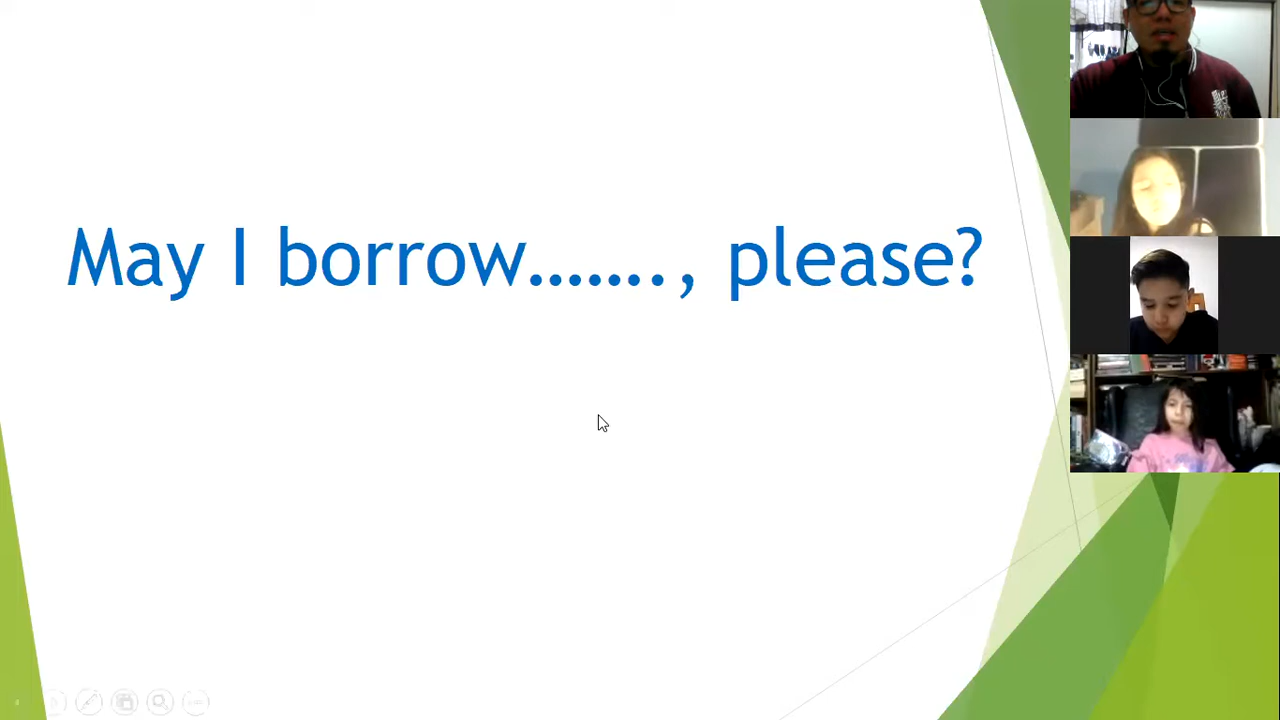 May I borrow......., please?